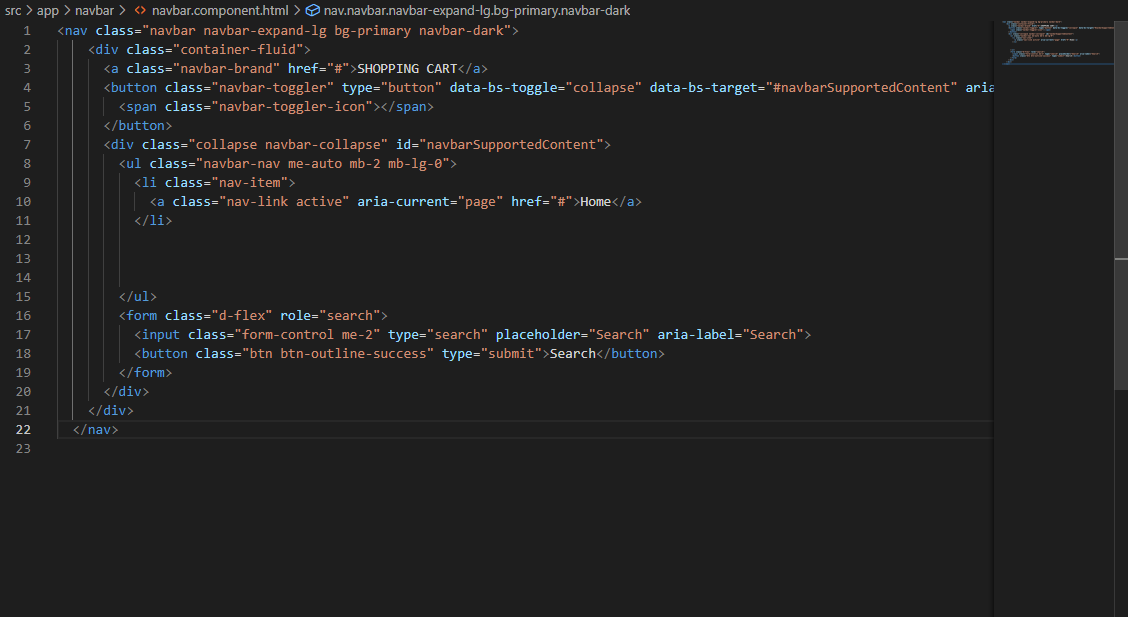 src > app > navbar > <> navbar.component.html > nav.navbar.navbar-expand-lg.bg-primary.navbar-dark
1 <nav class="navbar navbar-expand-lg bg-primary navbar-dark">
2 <div class="container-fluid">
3 <a class="navbar-brand" href="#">SHOPPING CART</a>
4 <button class="navbar-toggler" type="button" data-bs-toggle="collapse" data-bs-target="#navbarSupportedContent" aria
5 <span class="navbar-toggler-icon"></span>
6 </button>
7 <div class="collapse navbar-collapse" id="navbarSupportedContent">
8 <ul class="navbar-nav me-auto mb-2 mb-lg-0">
9 <li class="nav-item">
10 <a class="nav-link active" aria-current="page" href="#">Home</a>
11 </li>
12
13
14
15 </ul>
16 <form class="d-flex" role="search">
17 <input class="form-control me-2" type="search" placeholder="Search" aria-label="Search">
18 <button class="btn btn-outline-success" type="submit">Search</button>
19 </form>
20 </div>
21 </div>
22 </nav>
23